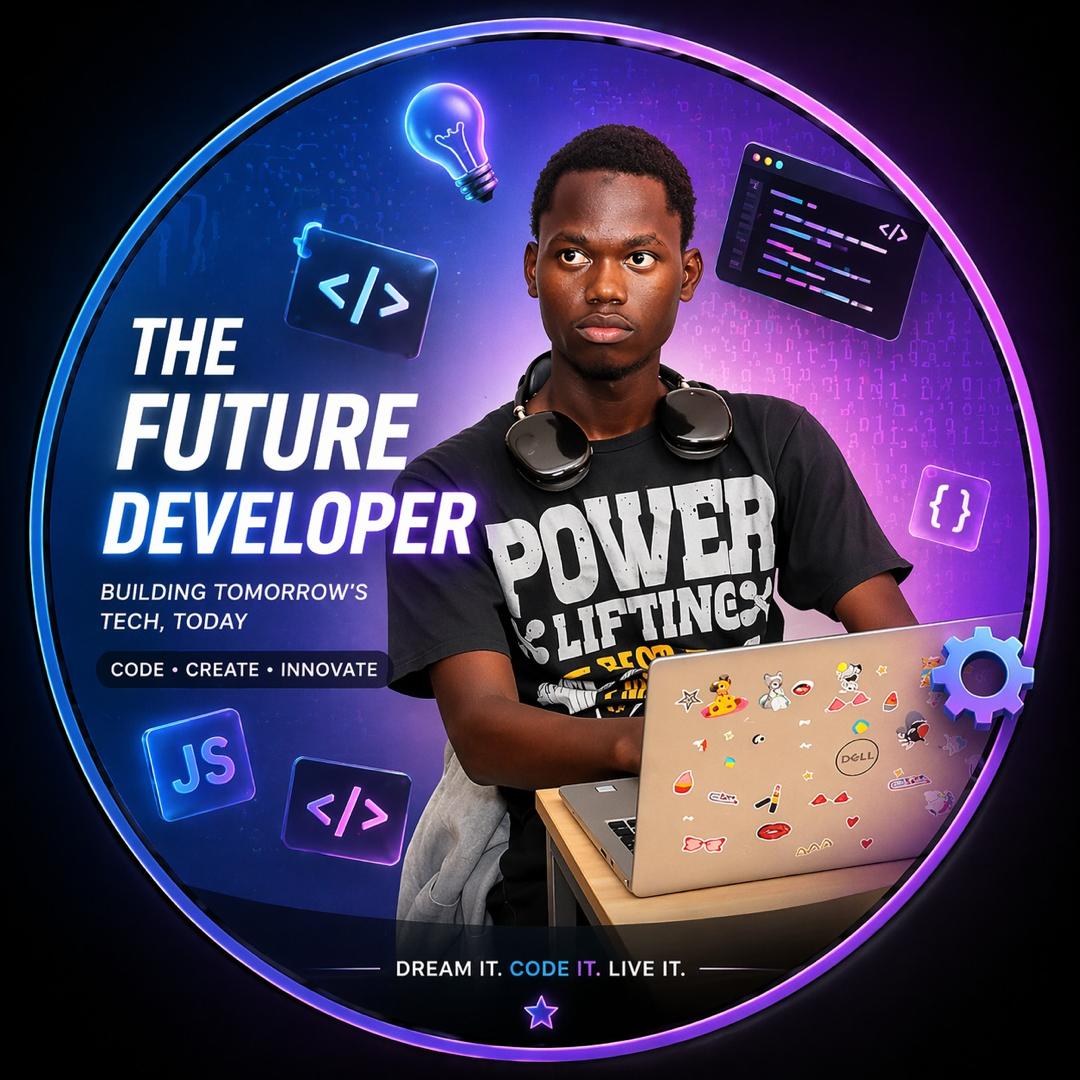 THE
FUTURE
DEVELOPER
BUILDING TOMORROW'S
TECH, TODAY
CODE • CREATE • INNOVATE
</>
</>
{}
JS
</>
POWER
LIFTING
DELL
DREAM IT. CODE IT. LIVE IT.